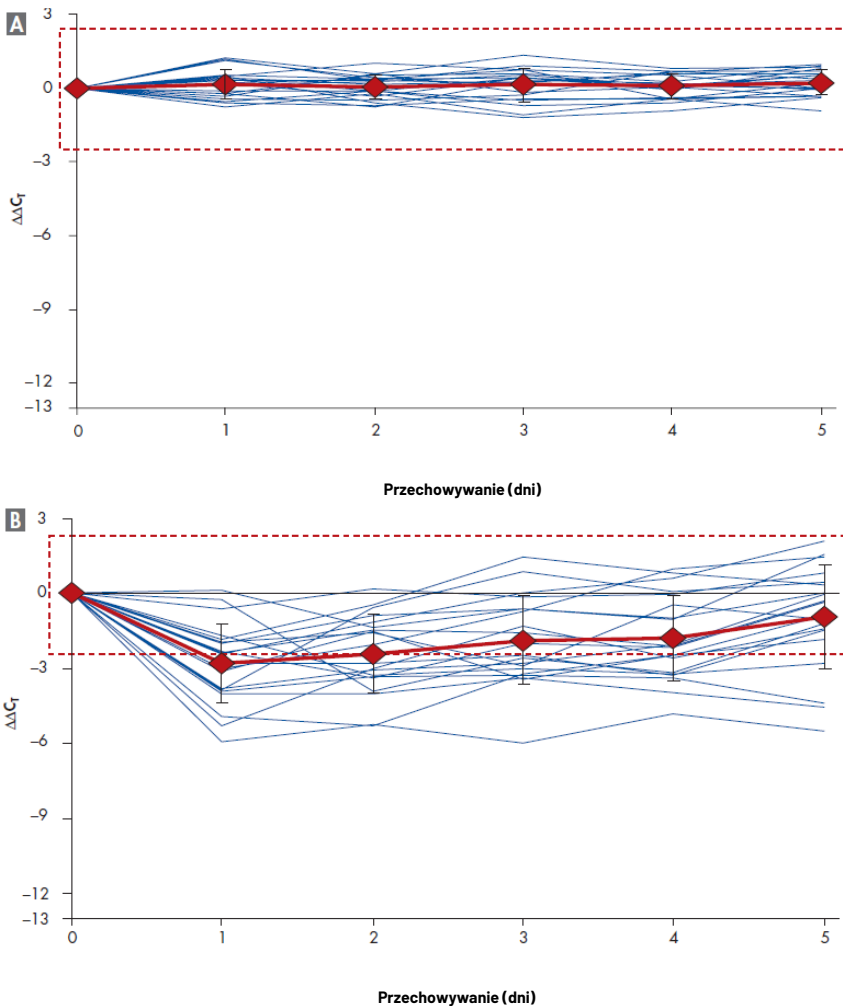 A
3
0
–3
–6
–9
–12
–13
ΔΔCT
0 1 2 3 4 5
Przechowywanie (dni)
B
3
0
–3
–6
–9
–12
–13
ΔΔCT
0 1 2 3 4 5
Przechowywanie (dni)